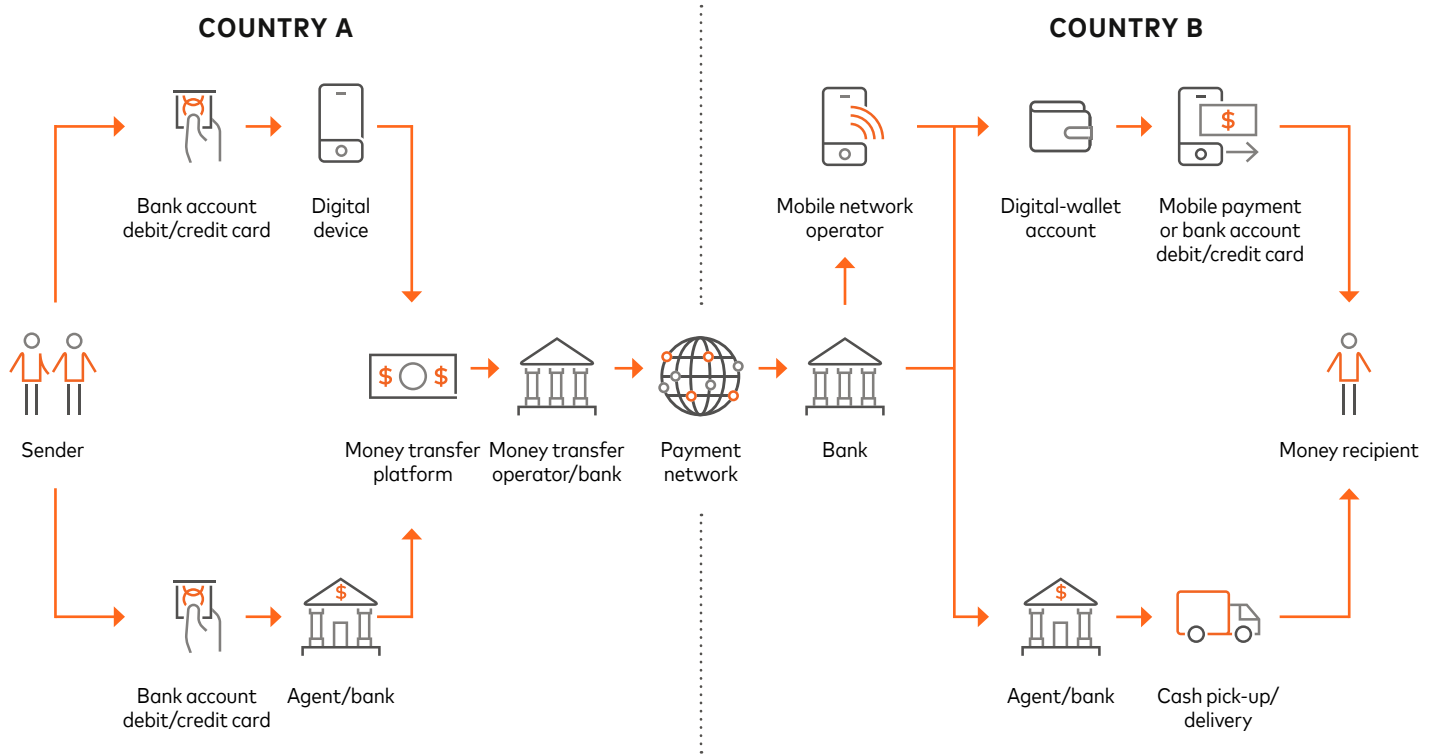 COUNTRY A
COUNTRY B
Bank account
debit/credit card
Digital
device
Mobile network
operator
Digital-wallet
account
Mobile payment
or bank account
debit/credit card
$
$ $
Sender
Money transfer
platform
Money transfer
operator/bank
Payment
network
Bank
Money recipient
$
$
Bank account
debit/credit card
Agent/bank
Agent/bank
Cash pick-up/
delivery